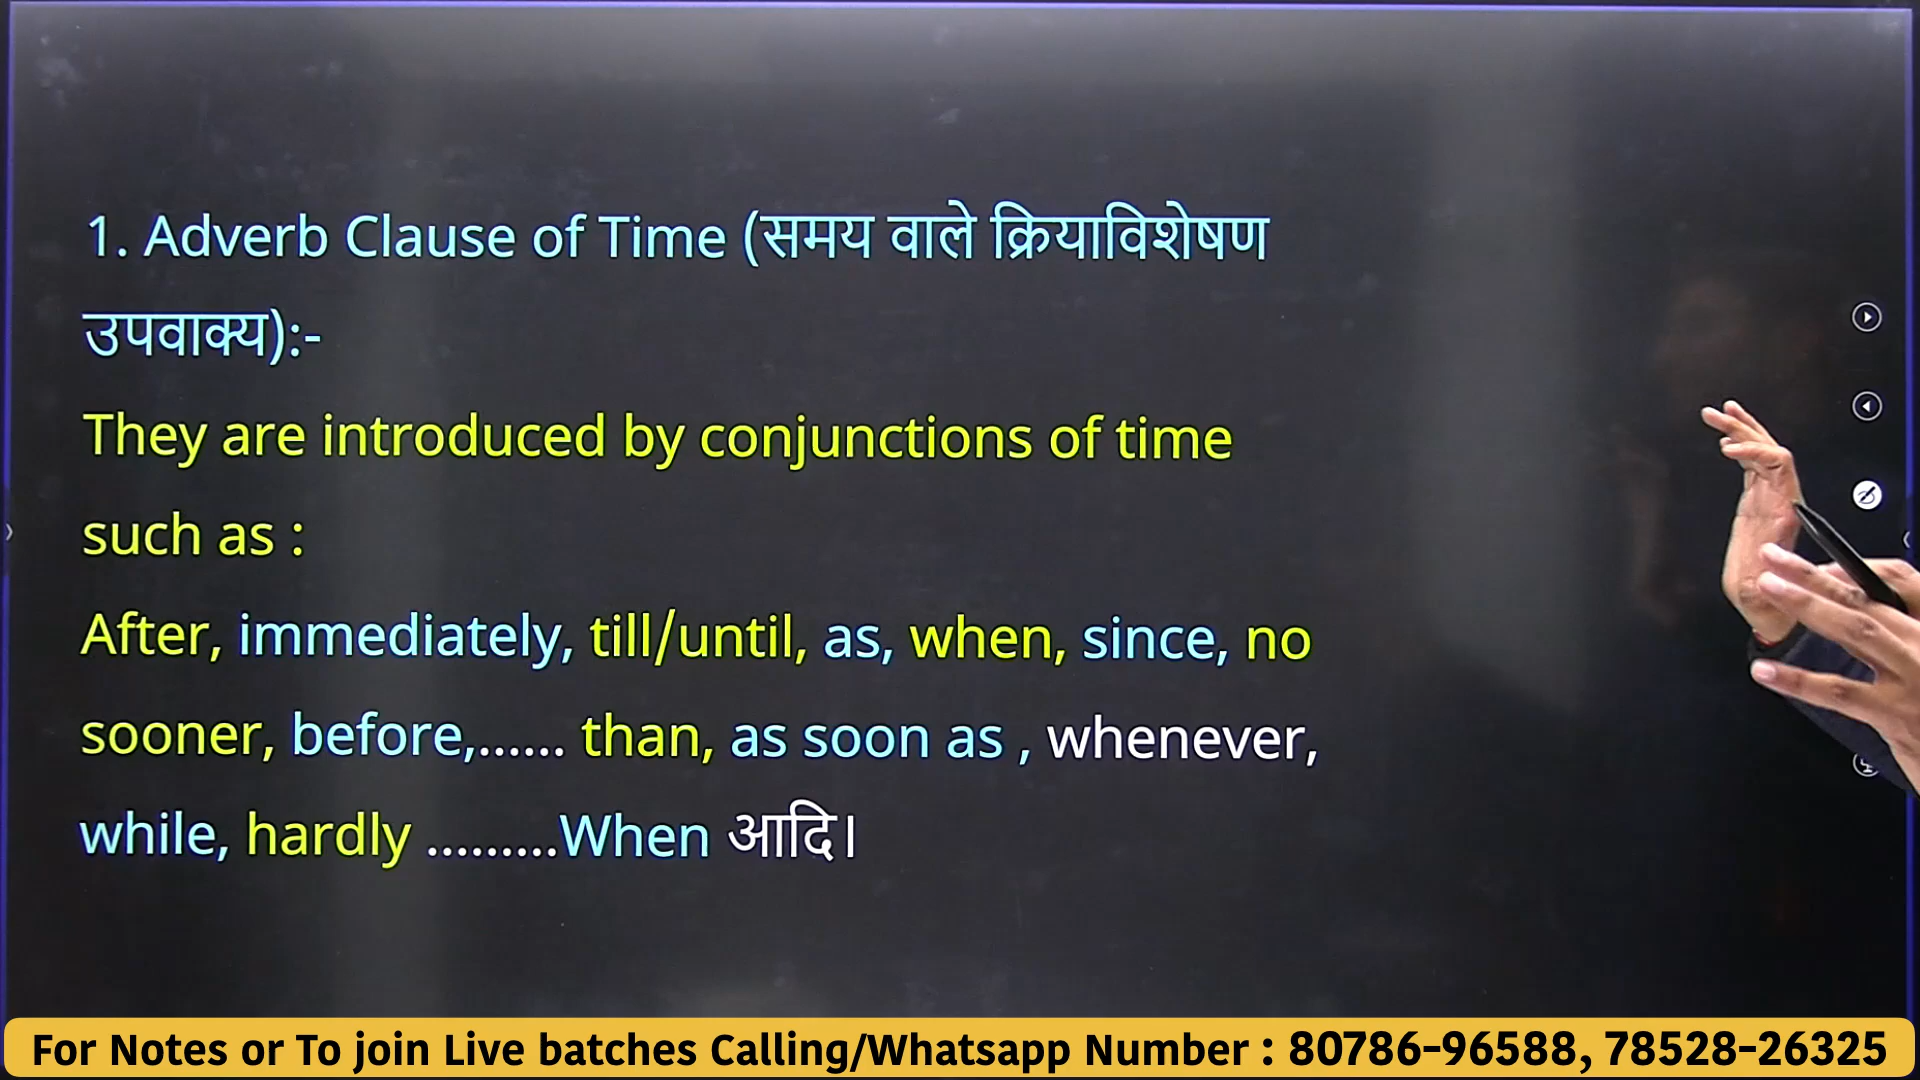 1. Adverb Clause of Time (समय वाले क्रियाविशेषण
उपवाक्य):-
They are introduced by conjunctions of time
such as :
After, immediately, till/until, as, when, since, no
sooner, before,...... than, as soon as , whenever,
while, hardly .........When आदि।
For Notes or To join Live batches Calling/Whatsapp Number : 80786-96588, 78528-26325